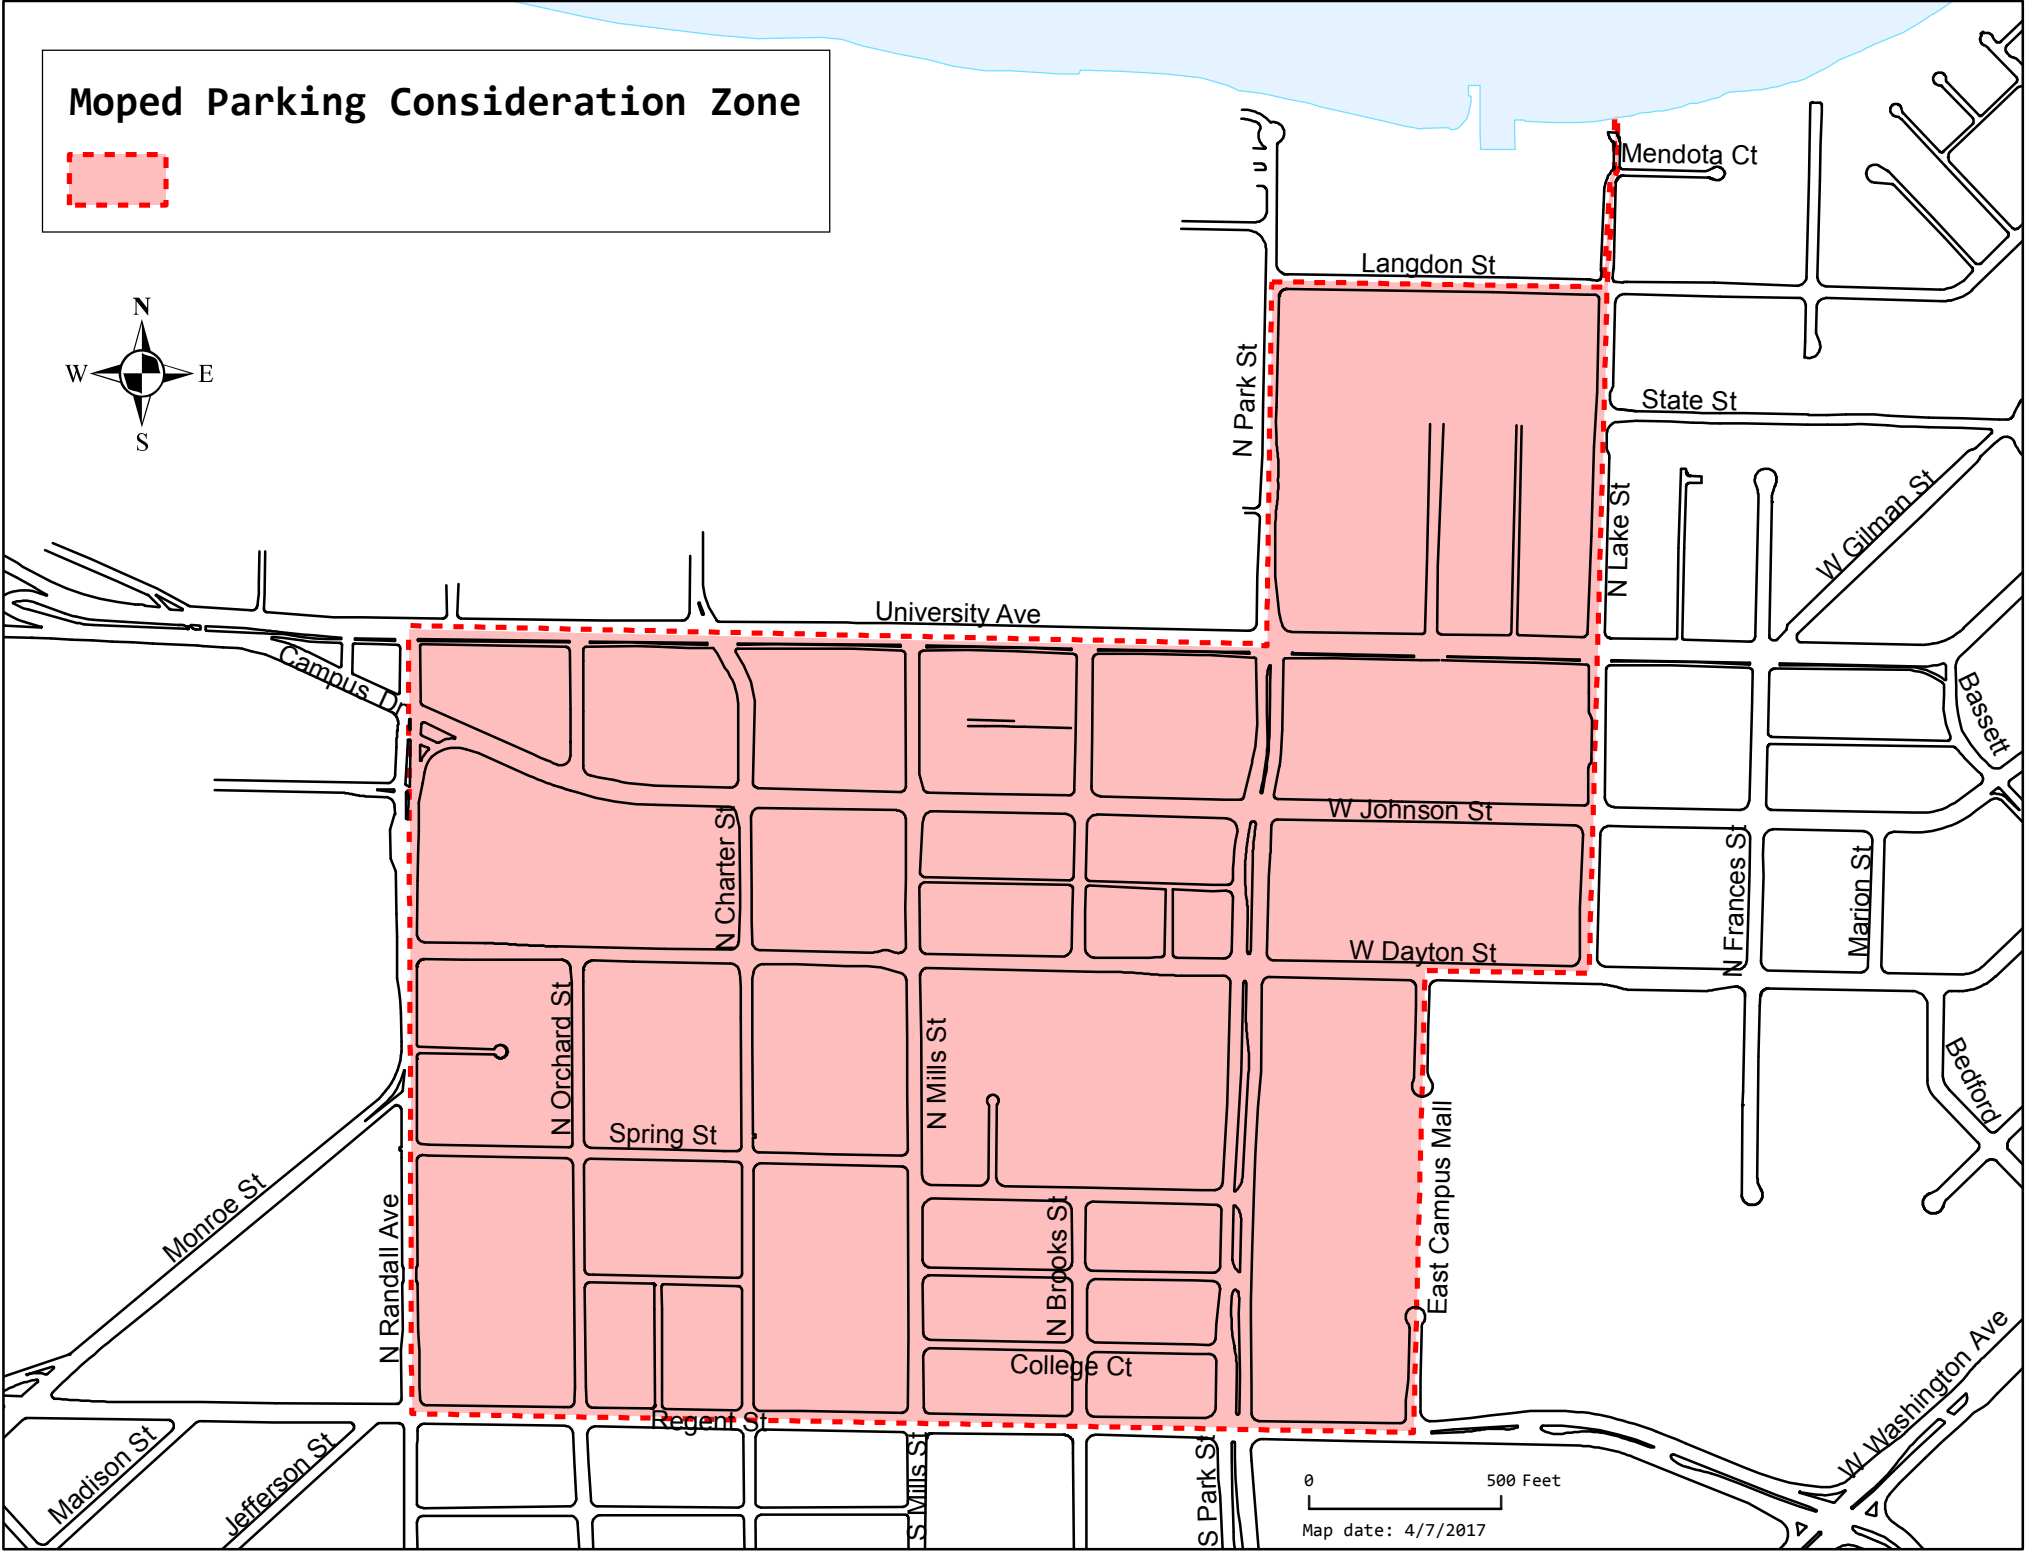 Moped Parking Consideration Zone
Mendota Ct
Langdon St
N
W
E
S
N Park St
State St
N Lake St
W Gilman St
University Ave
Campus Dr
Bassett
W Johnson St
N Charter St
N Frances St
Marion St
W Dayton St
N Orchard St
N Mills St
Bedford
Spring St
East Campus Mall
Monroe St
N Randall Ave
N Brooks St
College Ct
W Washington Ave
Regent St
Madison St
Jefferson St
S Mills St
S Park St
0
500 Feet
Map date: 4/7/2017